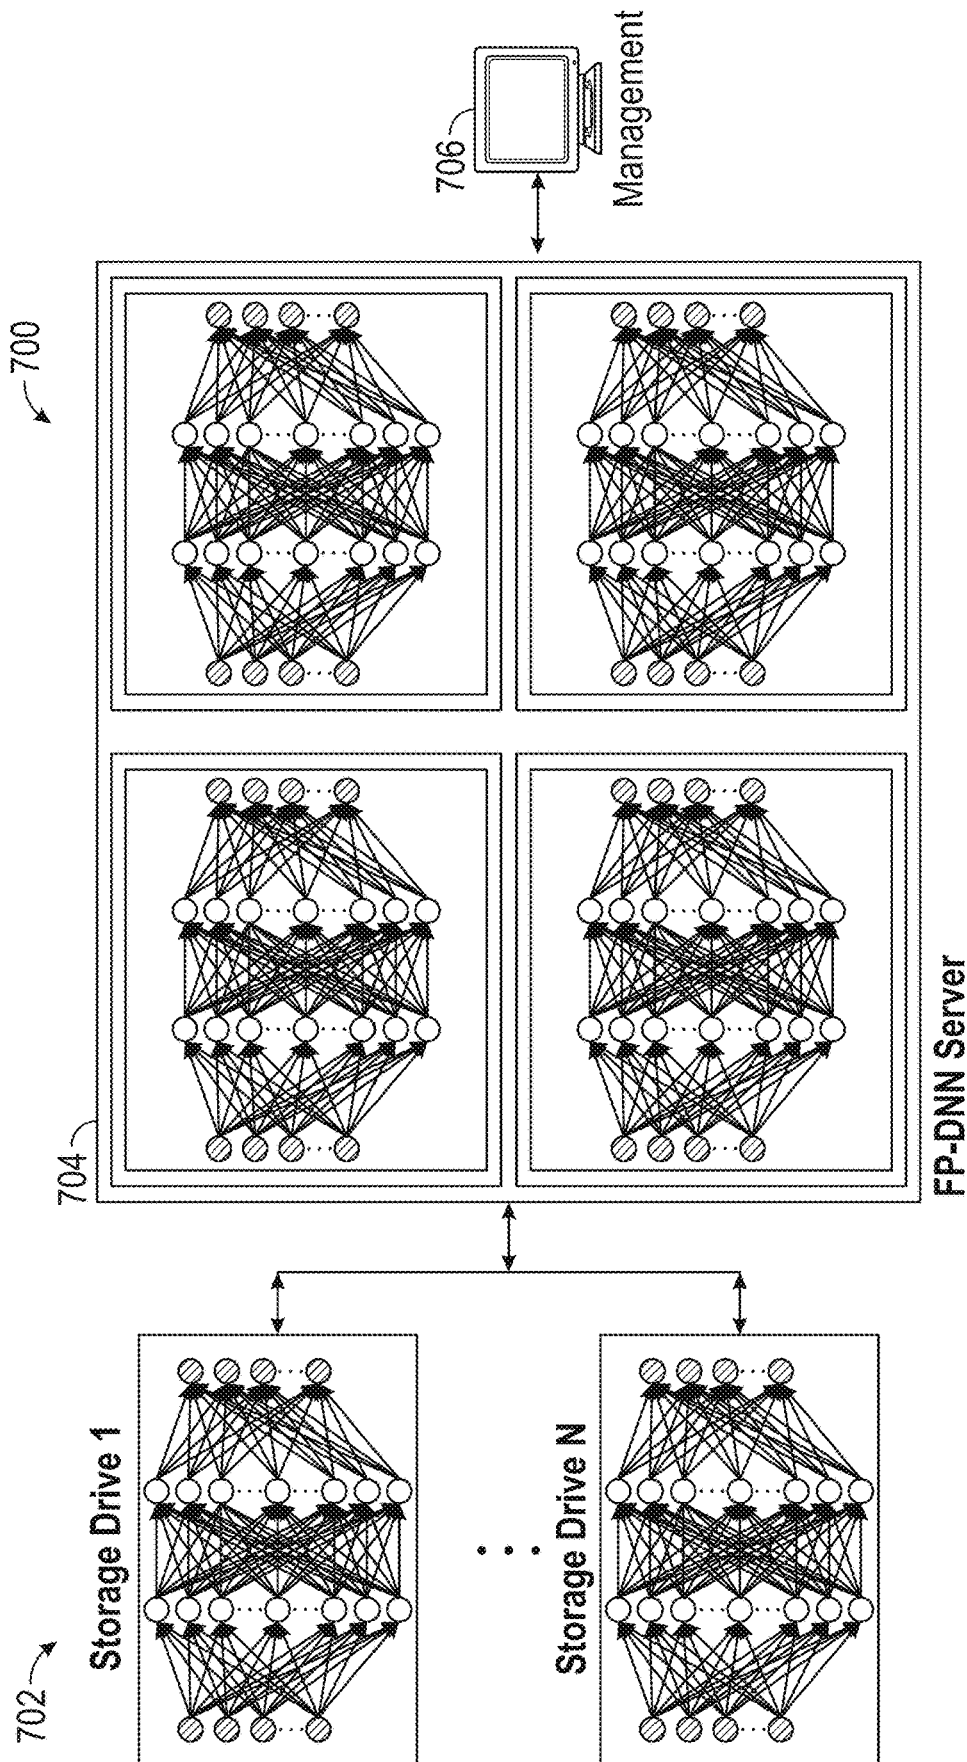 700
702
Storage Drive 1
Storage Drive N
704
FP-DNN Server
706
Management